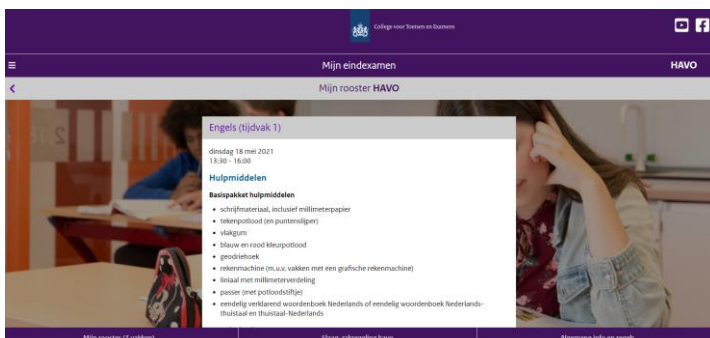 College voor Toetsen en Examens
Mijn eindexamen
HAVO
Mijn rooster HAVO
Engels (tijdvak 1)
dinsdag 18 mei 2021
13:30 - 16:00
Hulpmiddelen
Basispakket hulpmiddelen
• schrijfmateriaal, inclusief millimeterpapier
• tekenpotlood (en puntenslijper)
• vlakgum
• blauw en rood kleurpotlood
• geodriehoek
• rekenmachine (m.u.v. vakken met een grafische rekenmachine)
• liniaal met millimeterverdeling
• passer (met potloodstiftje)
• eendelig verklarend woordenboek Nederlands of eendelig woordenboek Nederlands-
thuistaal en thuistaal-Nederlands